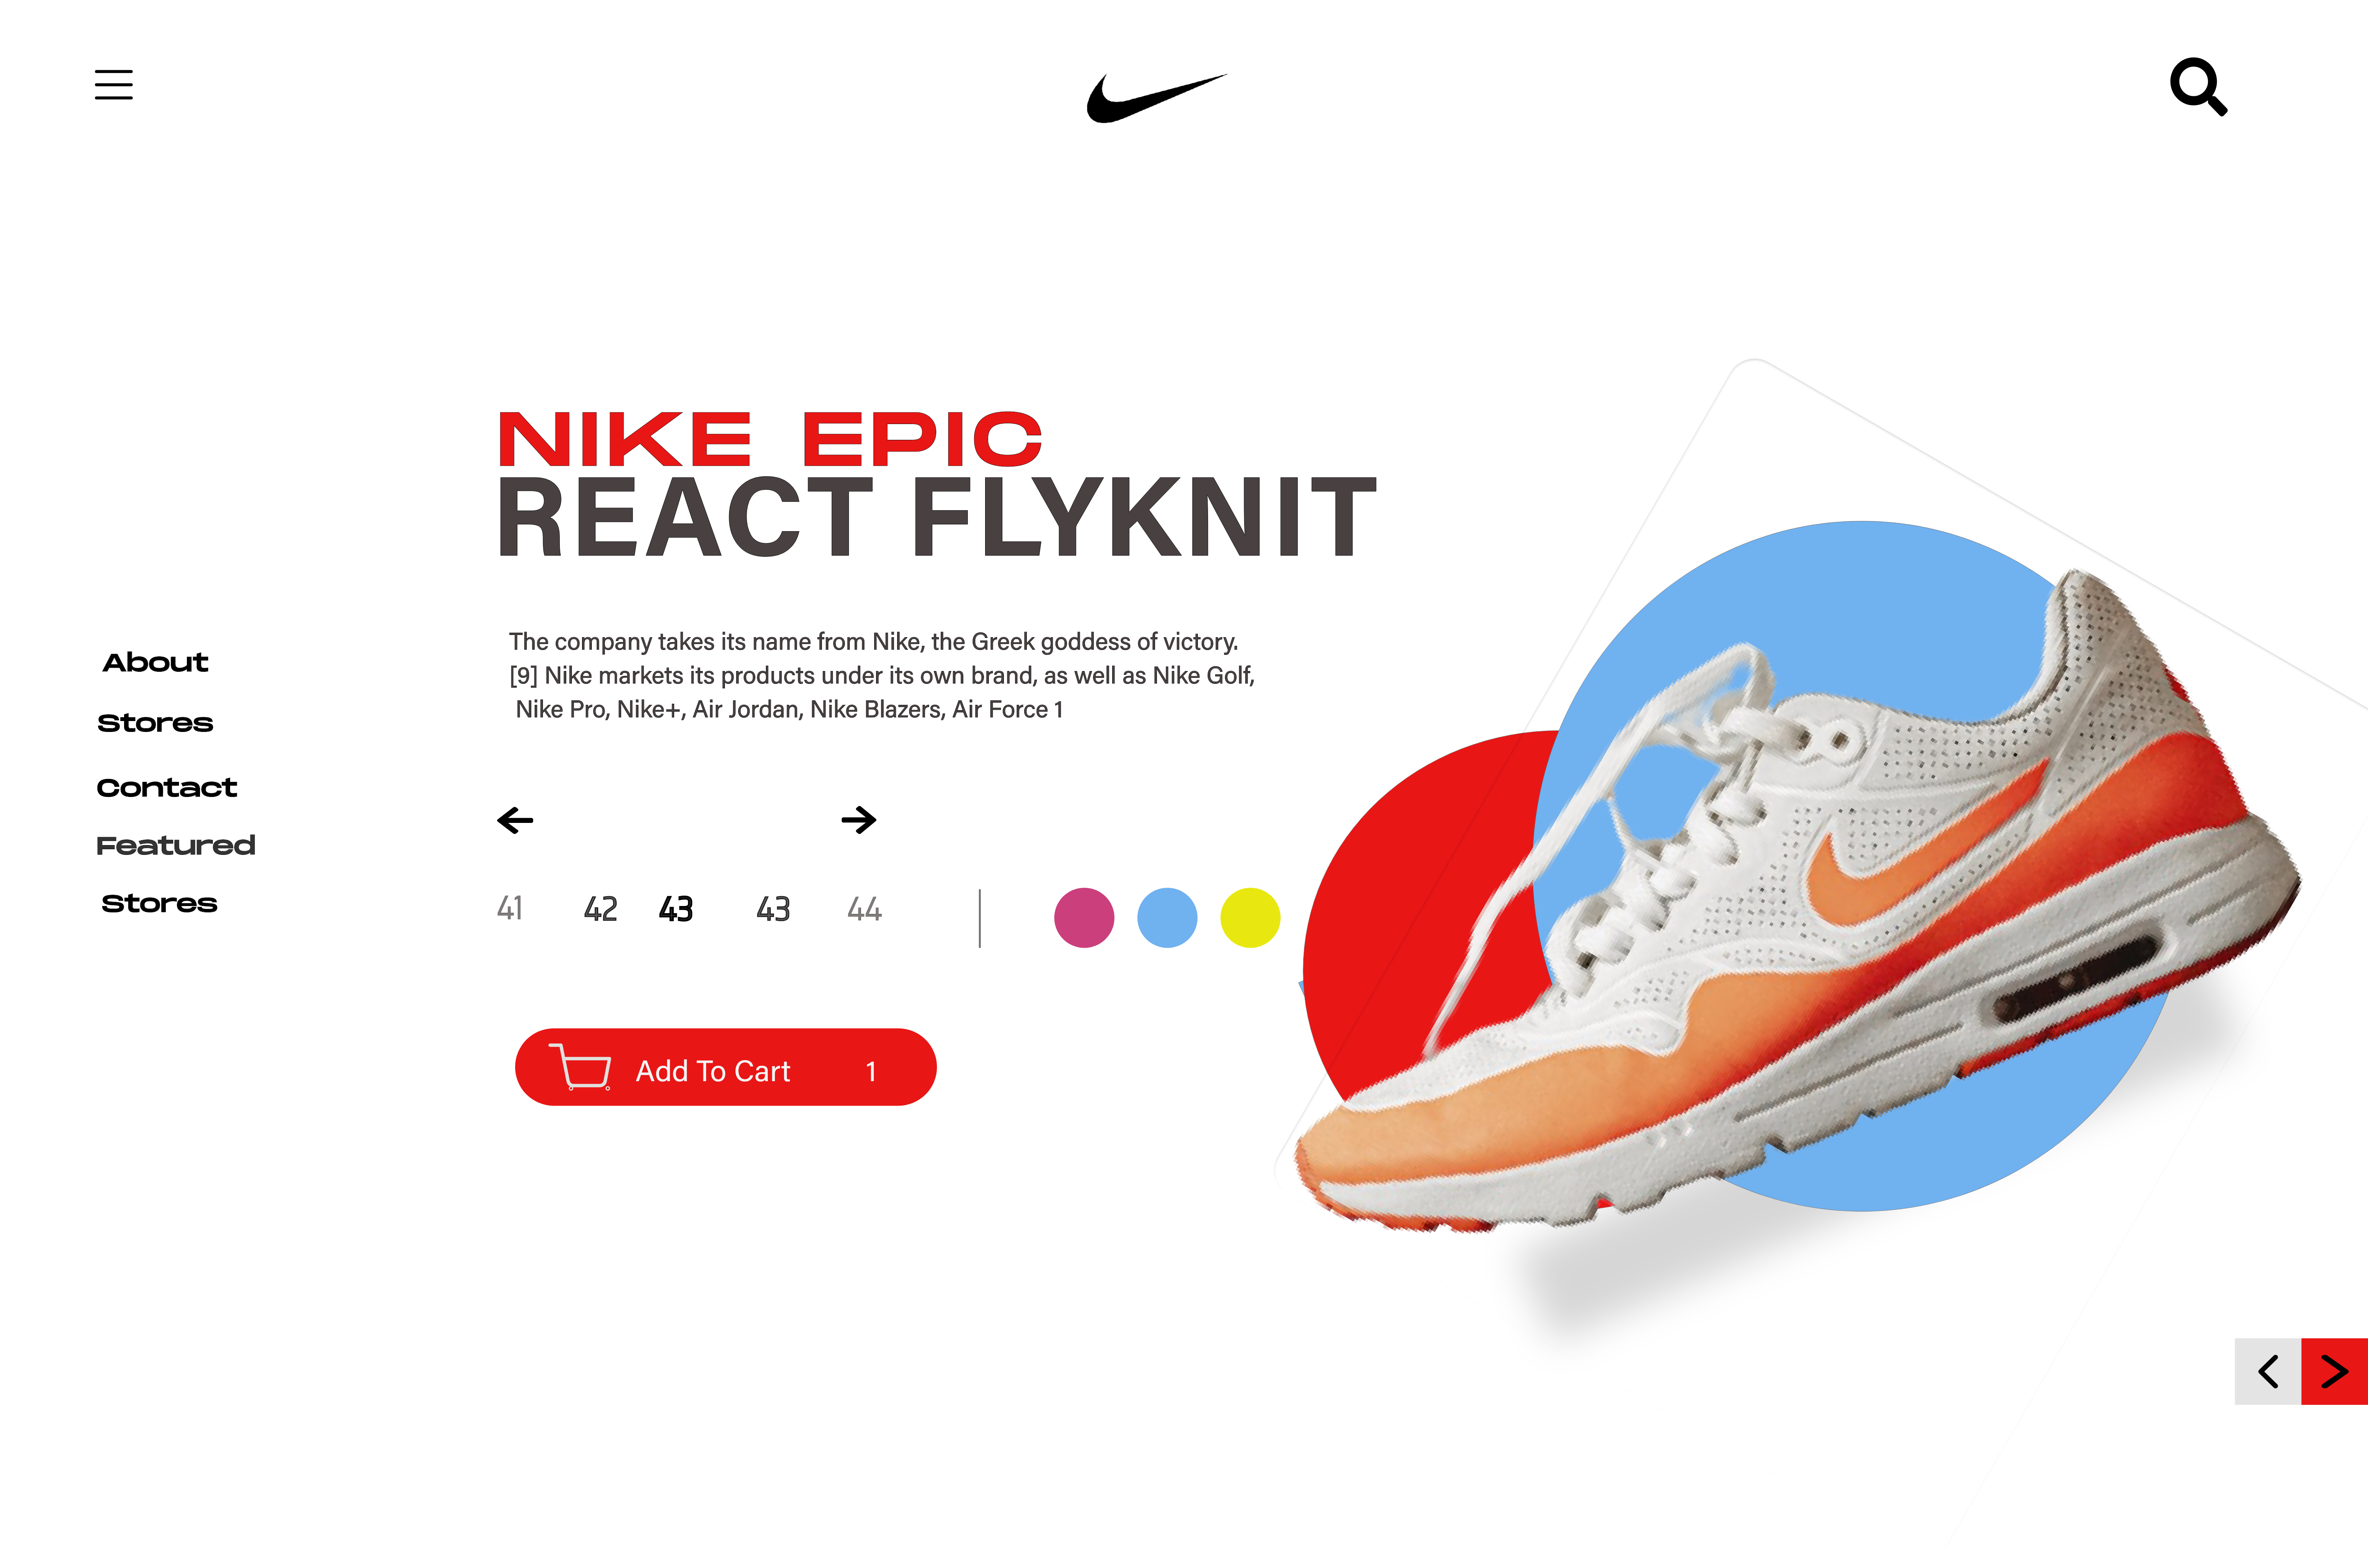 NIKE EPIC
REACT FLYKNIT
The company takes its name from Nike, the Greek goddess of victory.
[9] Nike markets its products under its own brand, as well as Nike Golf,
Nike Pro, Nike+, Air Jordan, Nike Blazers, Air Force 1
About
Stores
Contact
Featured
Stores
41 42 43 43 44
Add To Cart 1